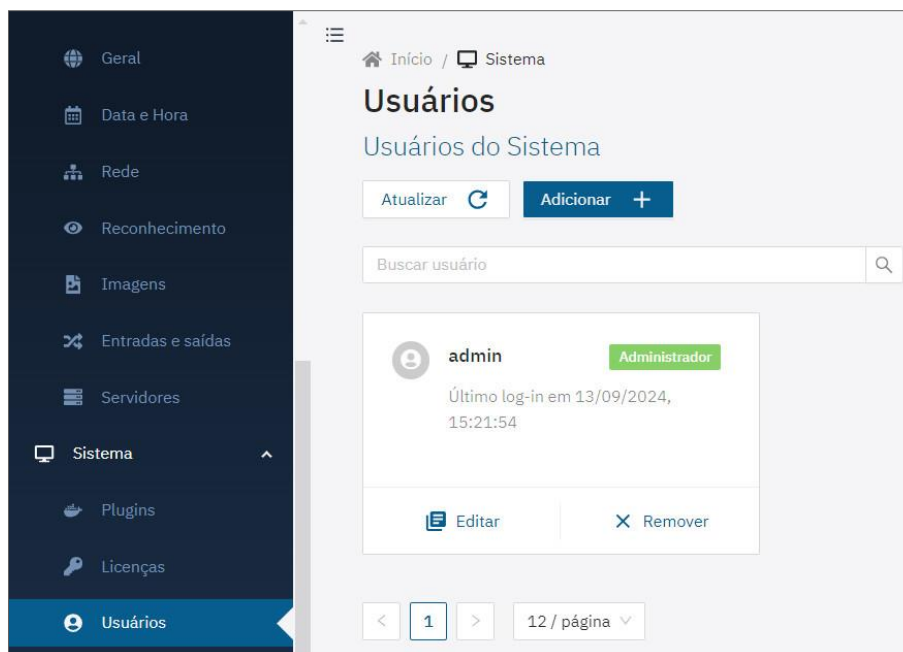 Geral
Data e Hora
Rede
Reconhecimento
Imagens
Entradas e saídas
Servidores
Sistema
Plugins
Licenças
Usuários
Início / Sistema
Usuários
Usuários do Sistema
Atualizar
Adicionar
Buscar usuário
admin
Administrador
Último log-in em 13/09/2024,
15:21:54
Editar
Remover
1
12 / página